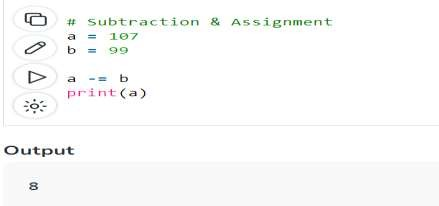 # Subtraction & Assignment
a = 107
b = 99
a -= b
print(a)
Output
8